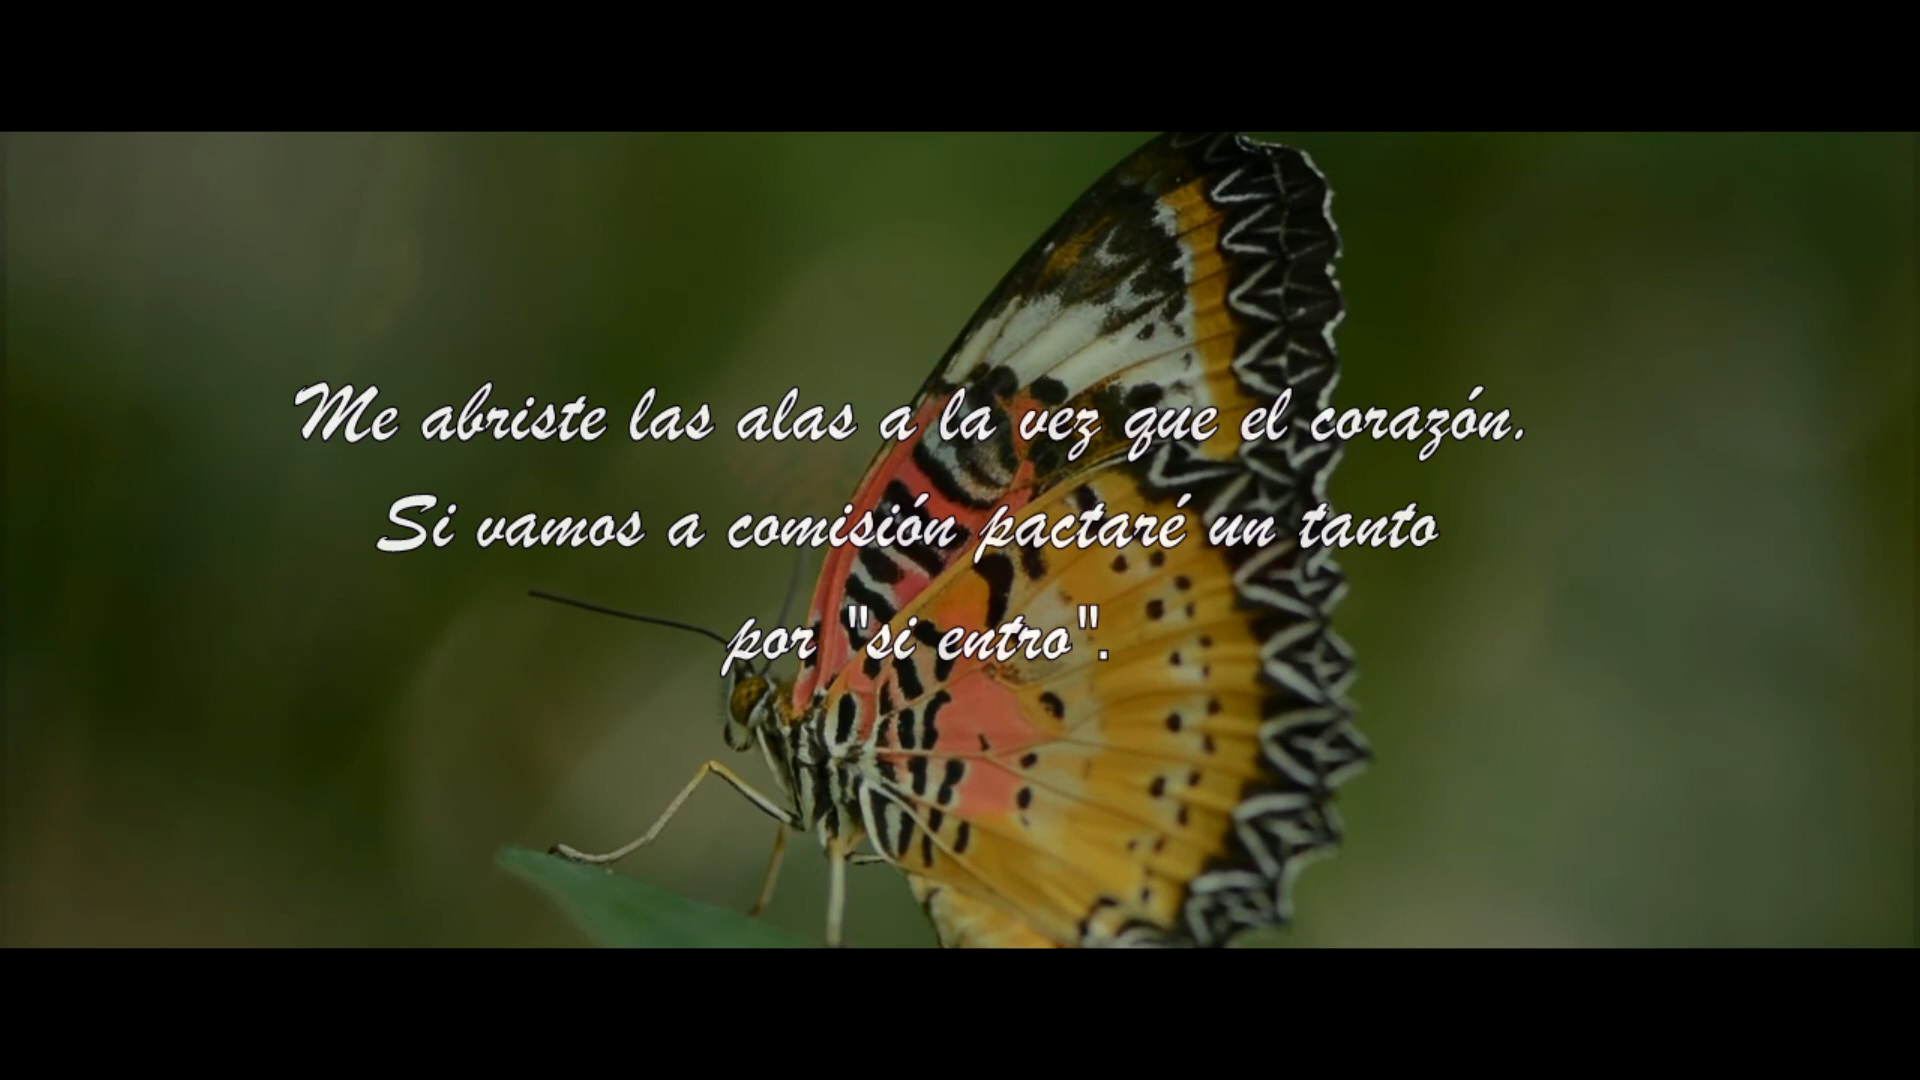 Me abriste las alas a la vez que el corazón.
Si vamos a comisión pactaré un tanto
por "si entro".